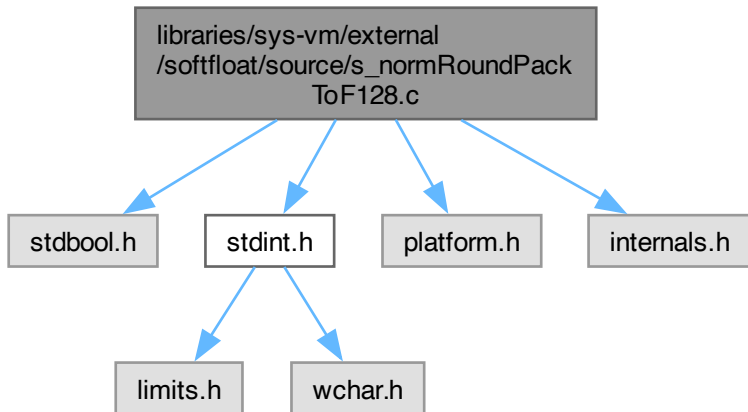 libraries/sys-vm/external
/softfloat/source/s_normRoundPack
ToF128.c
stdbool.h
stdint.h
platform.h
internals.h
limits.h
wchar.h